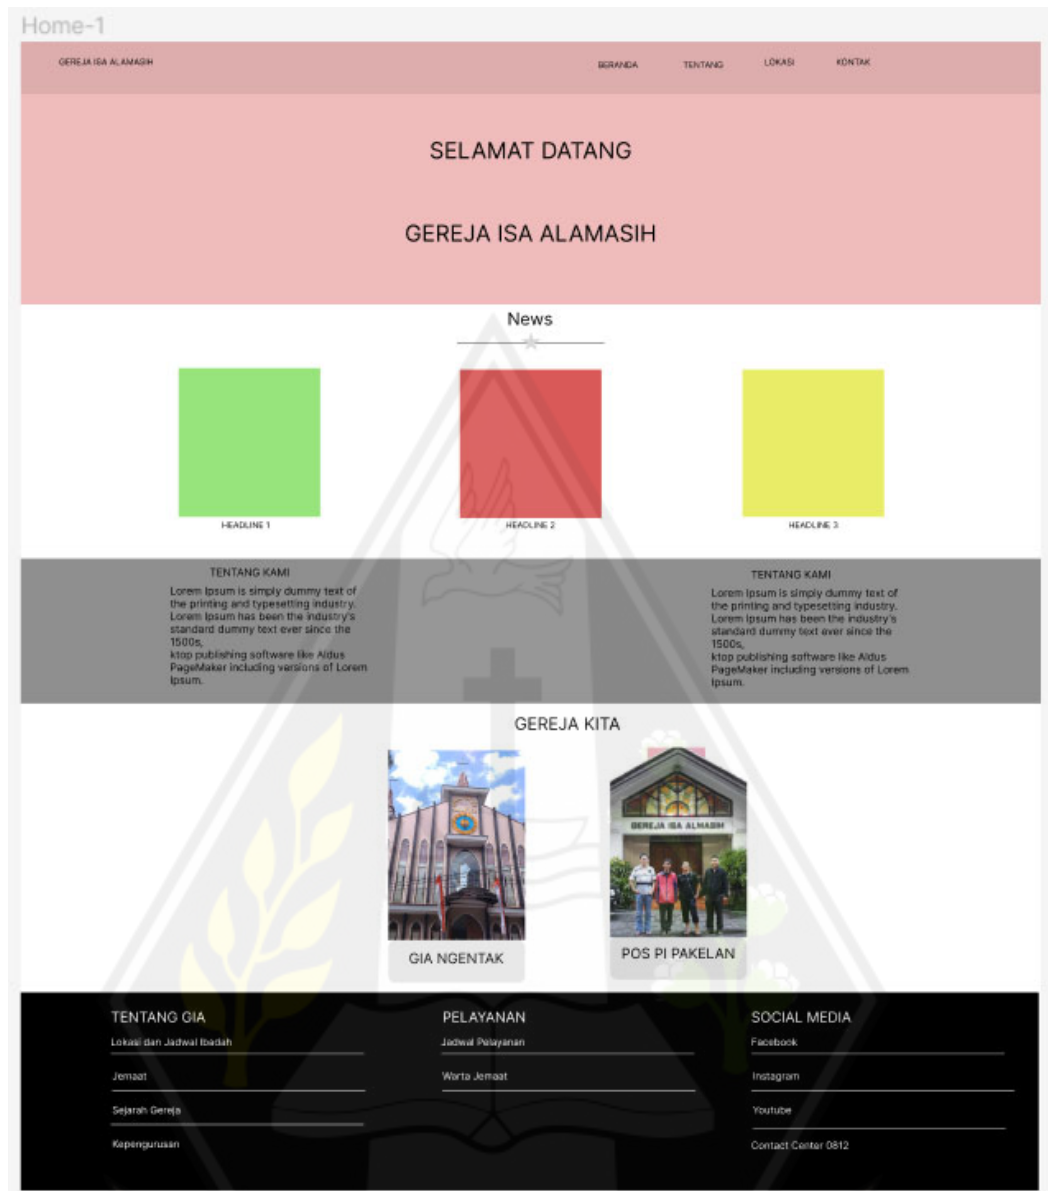 Home-1
GEREJA ISA ALAMASIH
BERANDA
TENTANG
LOKASI
KONTAK
SELAMAT DATANG
GEREJA ISA ALAMASIH
News
HEADLINE 1
HEADLINE 2
HEADLINE 3
TENTANG KAMI
Lorem Ipsum is simply dummy text of
the printing and typesetting industry.
Lorem Ipsum has been the industry's
standard dummy text ever since the
1500s,
ktop publishing software like Aldus
PageMaker including versions of Lorem
Ipsum.
TENTANG KAMI
Lorem Ipsum is simply dummy text of
the printing and typesetting industry.
Lorem Ipsum has been the industry's
standard dummy text ever since the
1500s,
ktop publishing software like Aldus
PageMaker including versions of Lorem
Ipsum.
GEREJA KITA
GEREJA ISA ALMASIH
GIA NGENTAK
POS PI PAKELAN
TENTANG GIA
Lokasi dan Jadwal Ibadah
Jemaat
Sejarah Gereja
Kepengurusan
PELAYANAN
Jadwal Pelayanan
Warta Jemaat
SOCIAL MEDIA
Facebook
Instagram
Youtube
Contact Center 0812